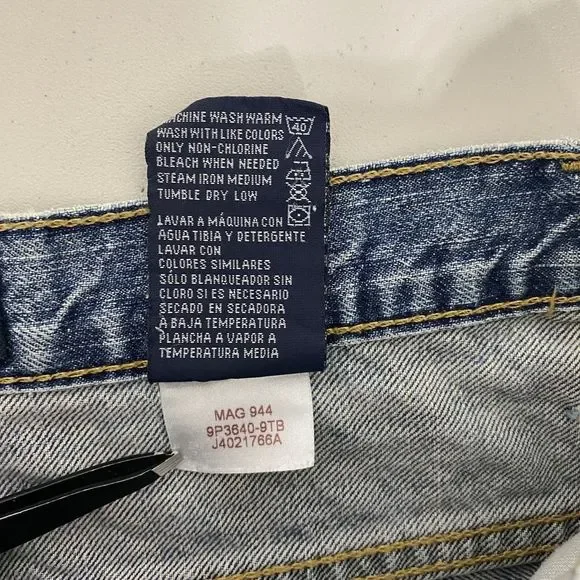 MACHINE WASH WARM
40
WASH WITH LIKE COLORS
ONLY NON-CHLORINE
BLEACH WHEN NEEDED
STEAM IRON MEDIUM
TUMBLE DRY LOW
LAVAR A MÁQUINA CON
AGUA TIBIA Y DETERGENTE
LAVAR CON
COLORES SIMILARES
SÓLO BLANQUEADOR SIN
CLORO SI ES NECESARIO
SECADO EN SECADORA
A BAJA TEMPERATURA
PLANCHA A VAPOR A
TEMPERATURA MEDIA
MAG 944
9P3640-9TB
J4021766A